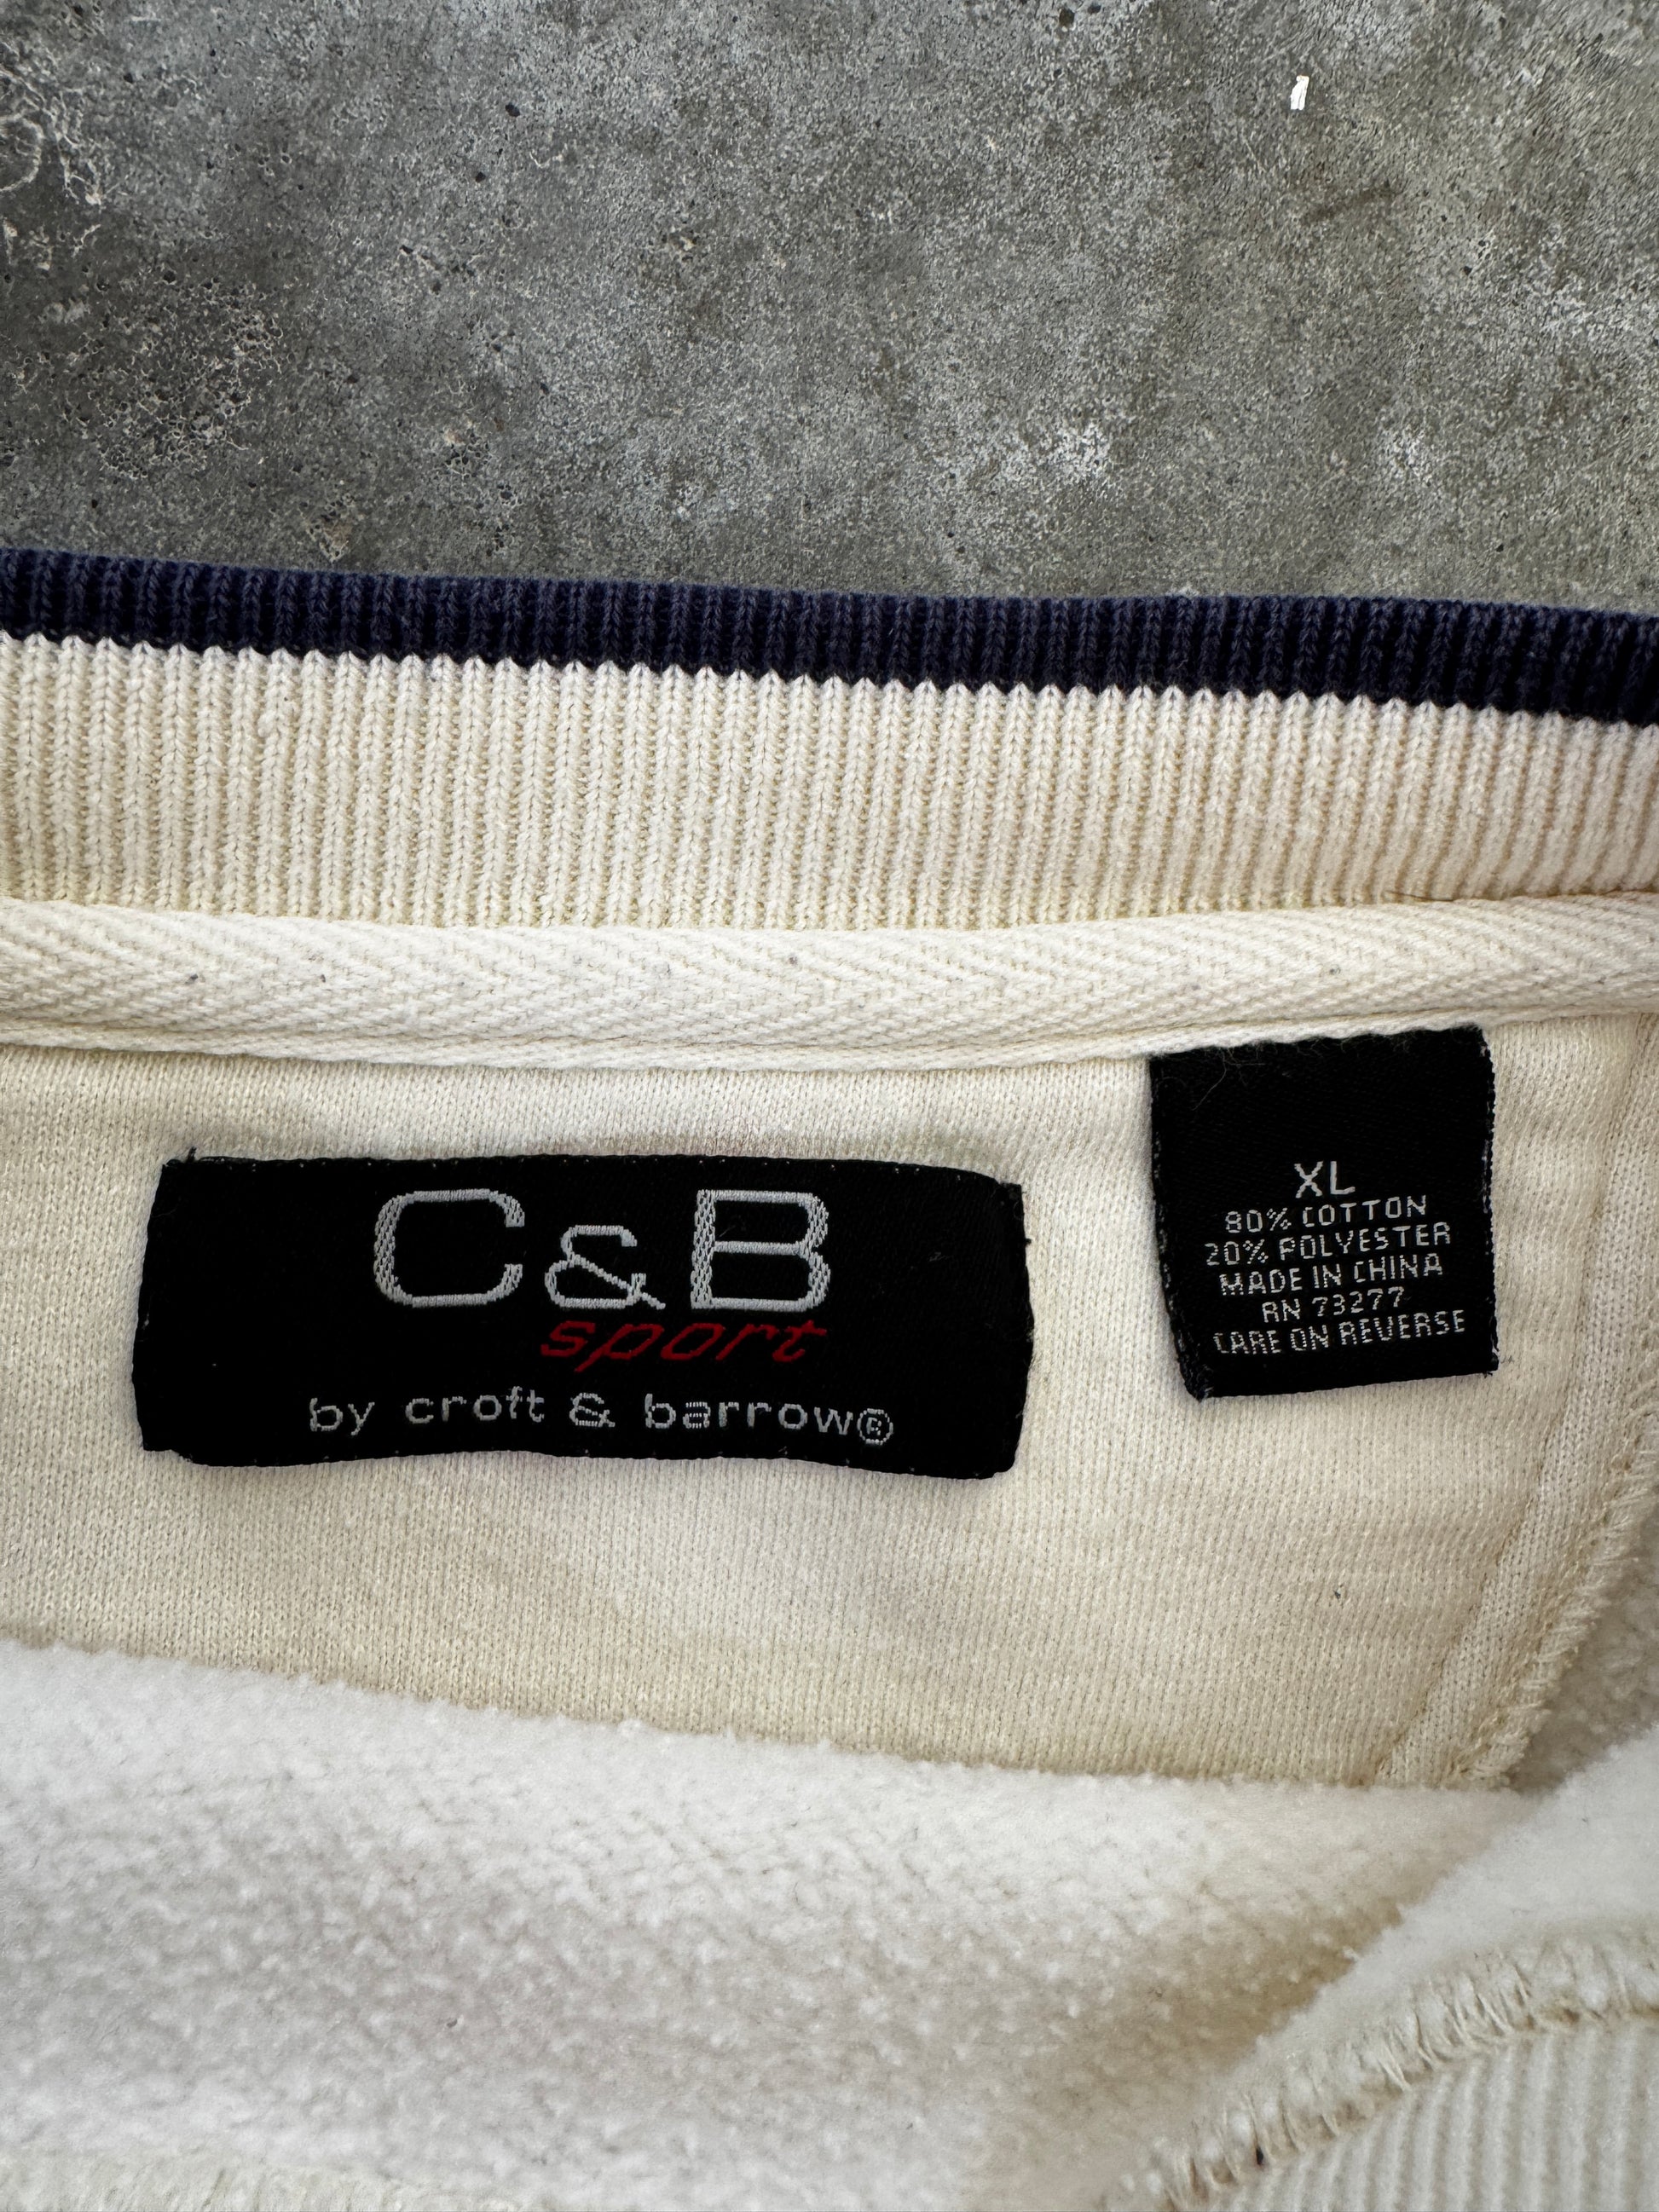 C&B
sport
by croft & barrow®
XL
80% COTTON
20% POLYESTER
MADE IN CHINA
RN 73277
CARE ON REVERSE